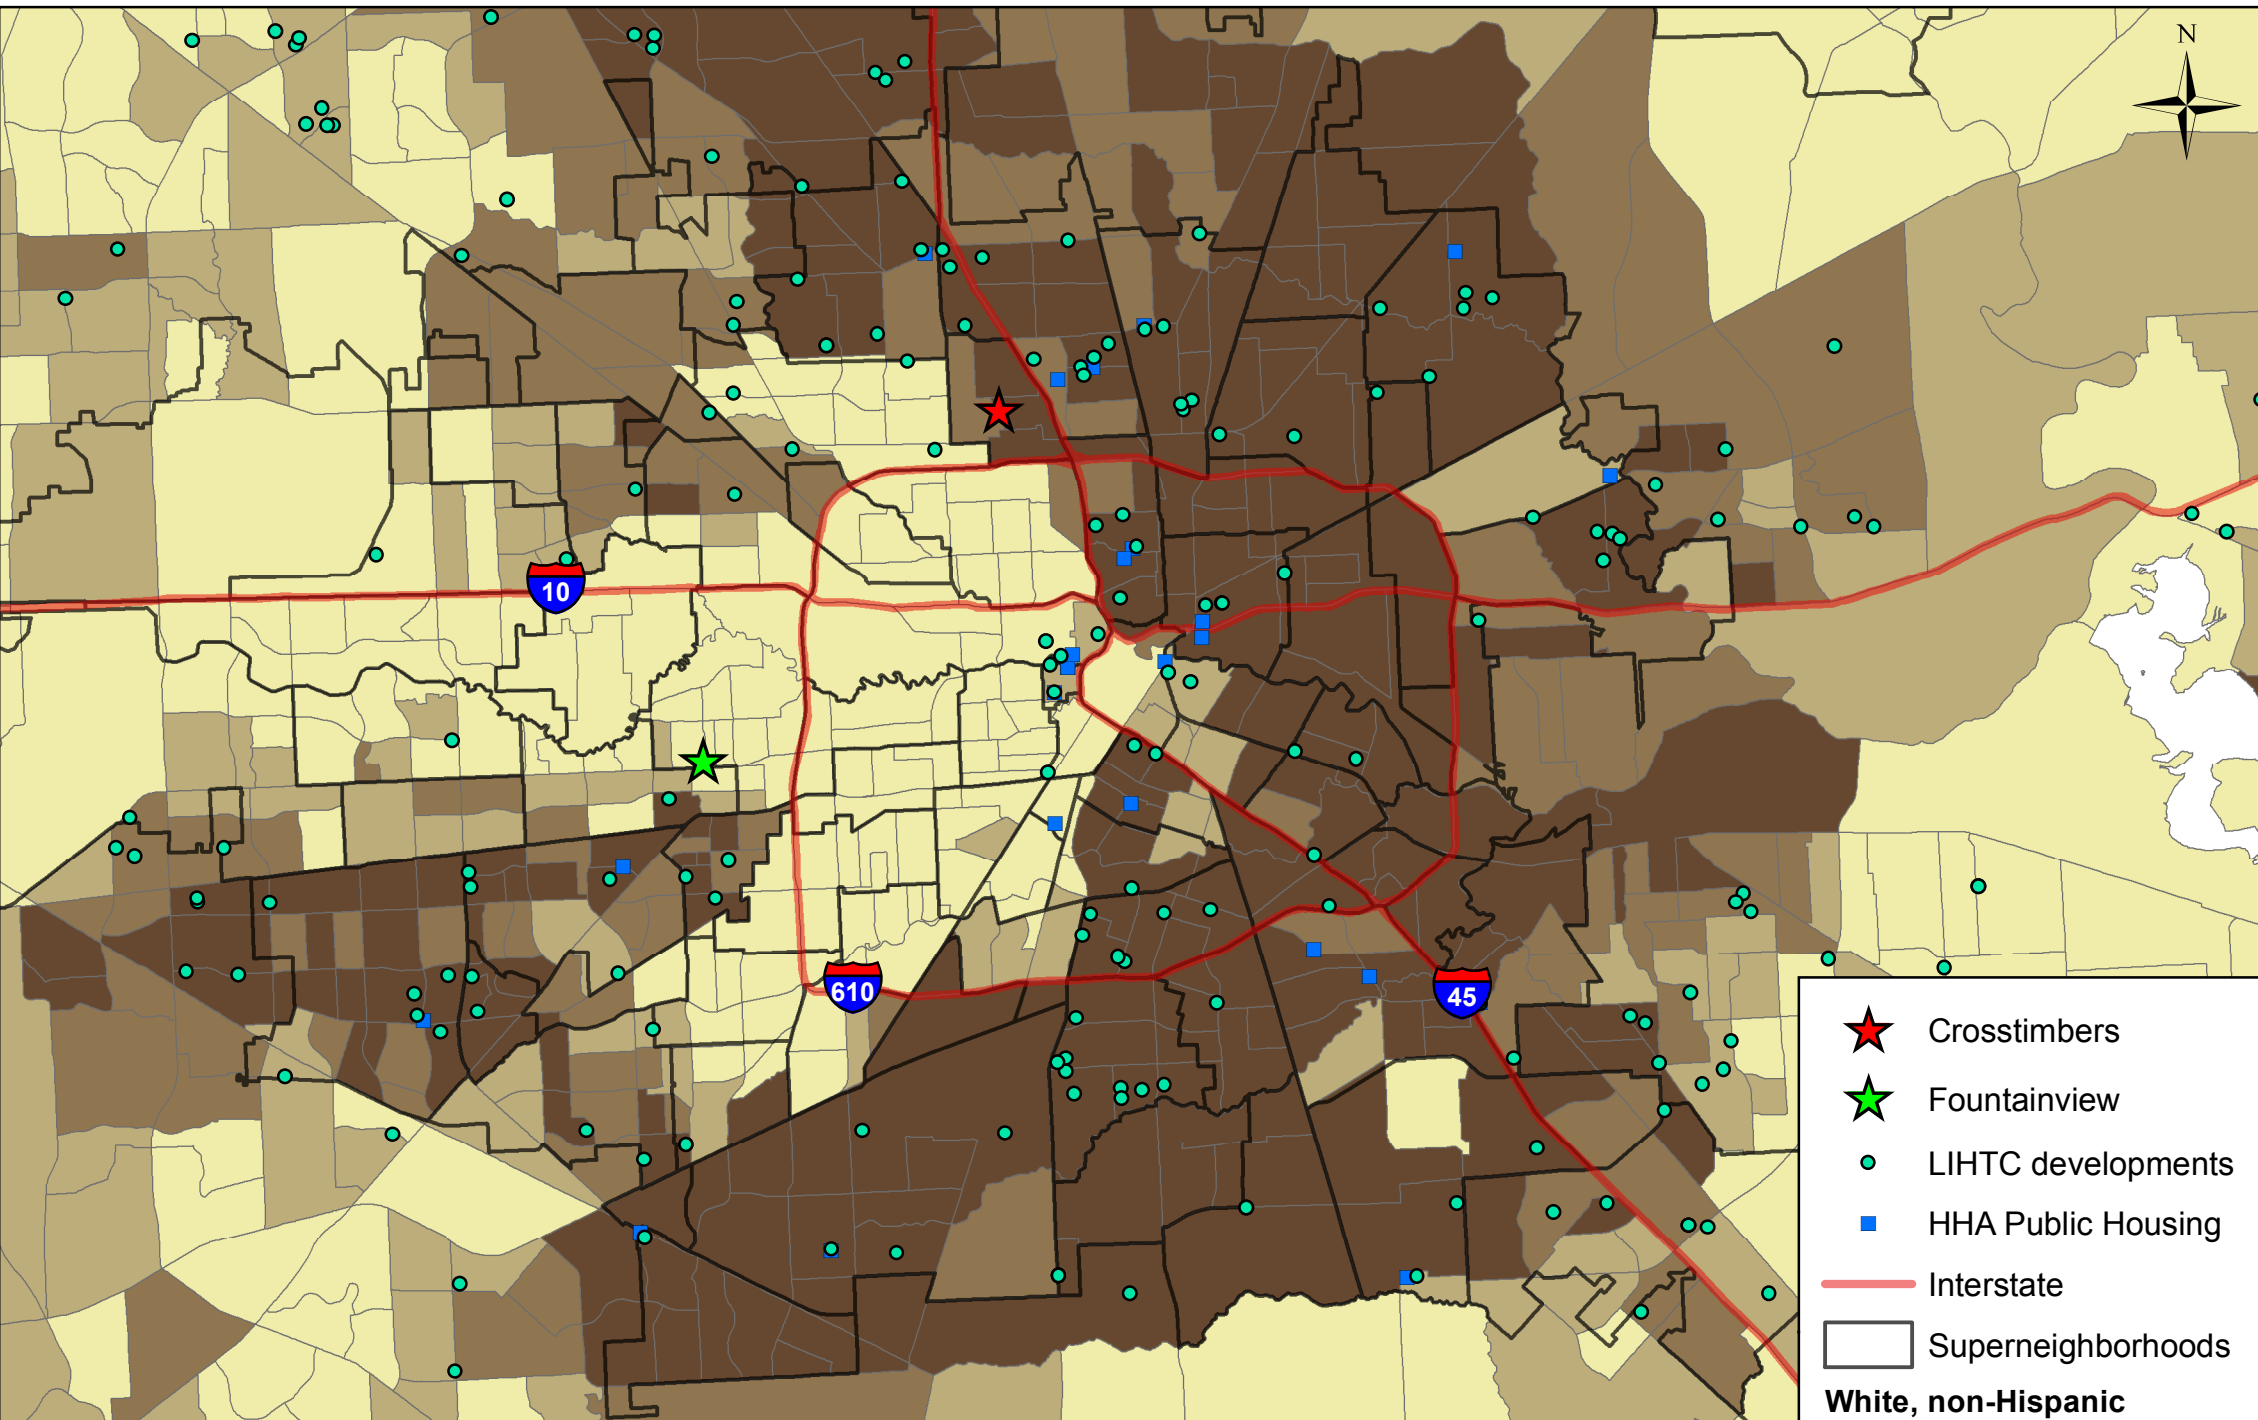 N
10
610
45
Crosstimbers
Fountainview
LIHTC developments
HHA Public Housing
Interstate
Superneighborhoods
White, non-Hispanic